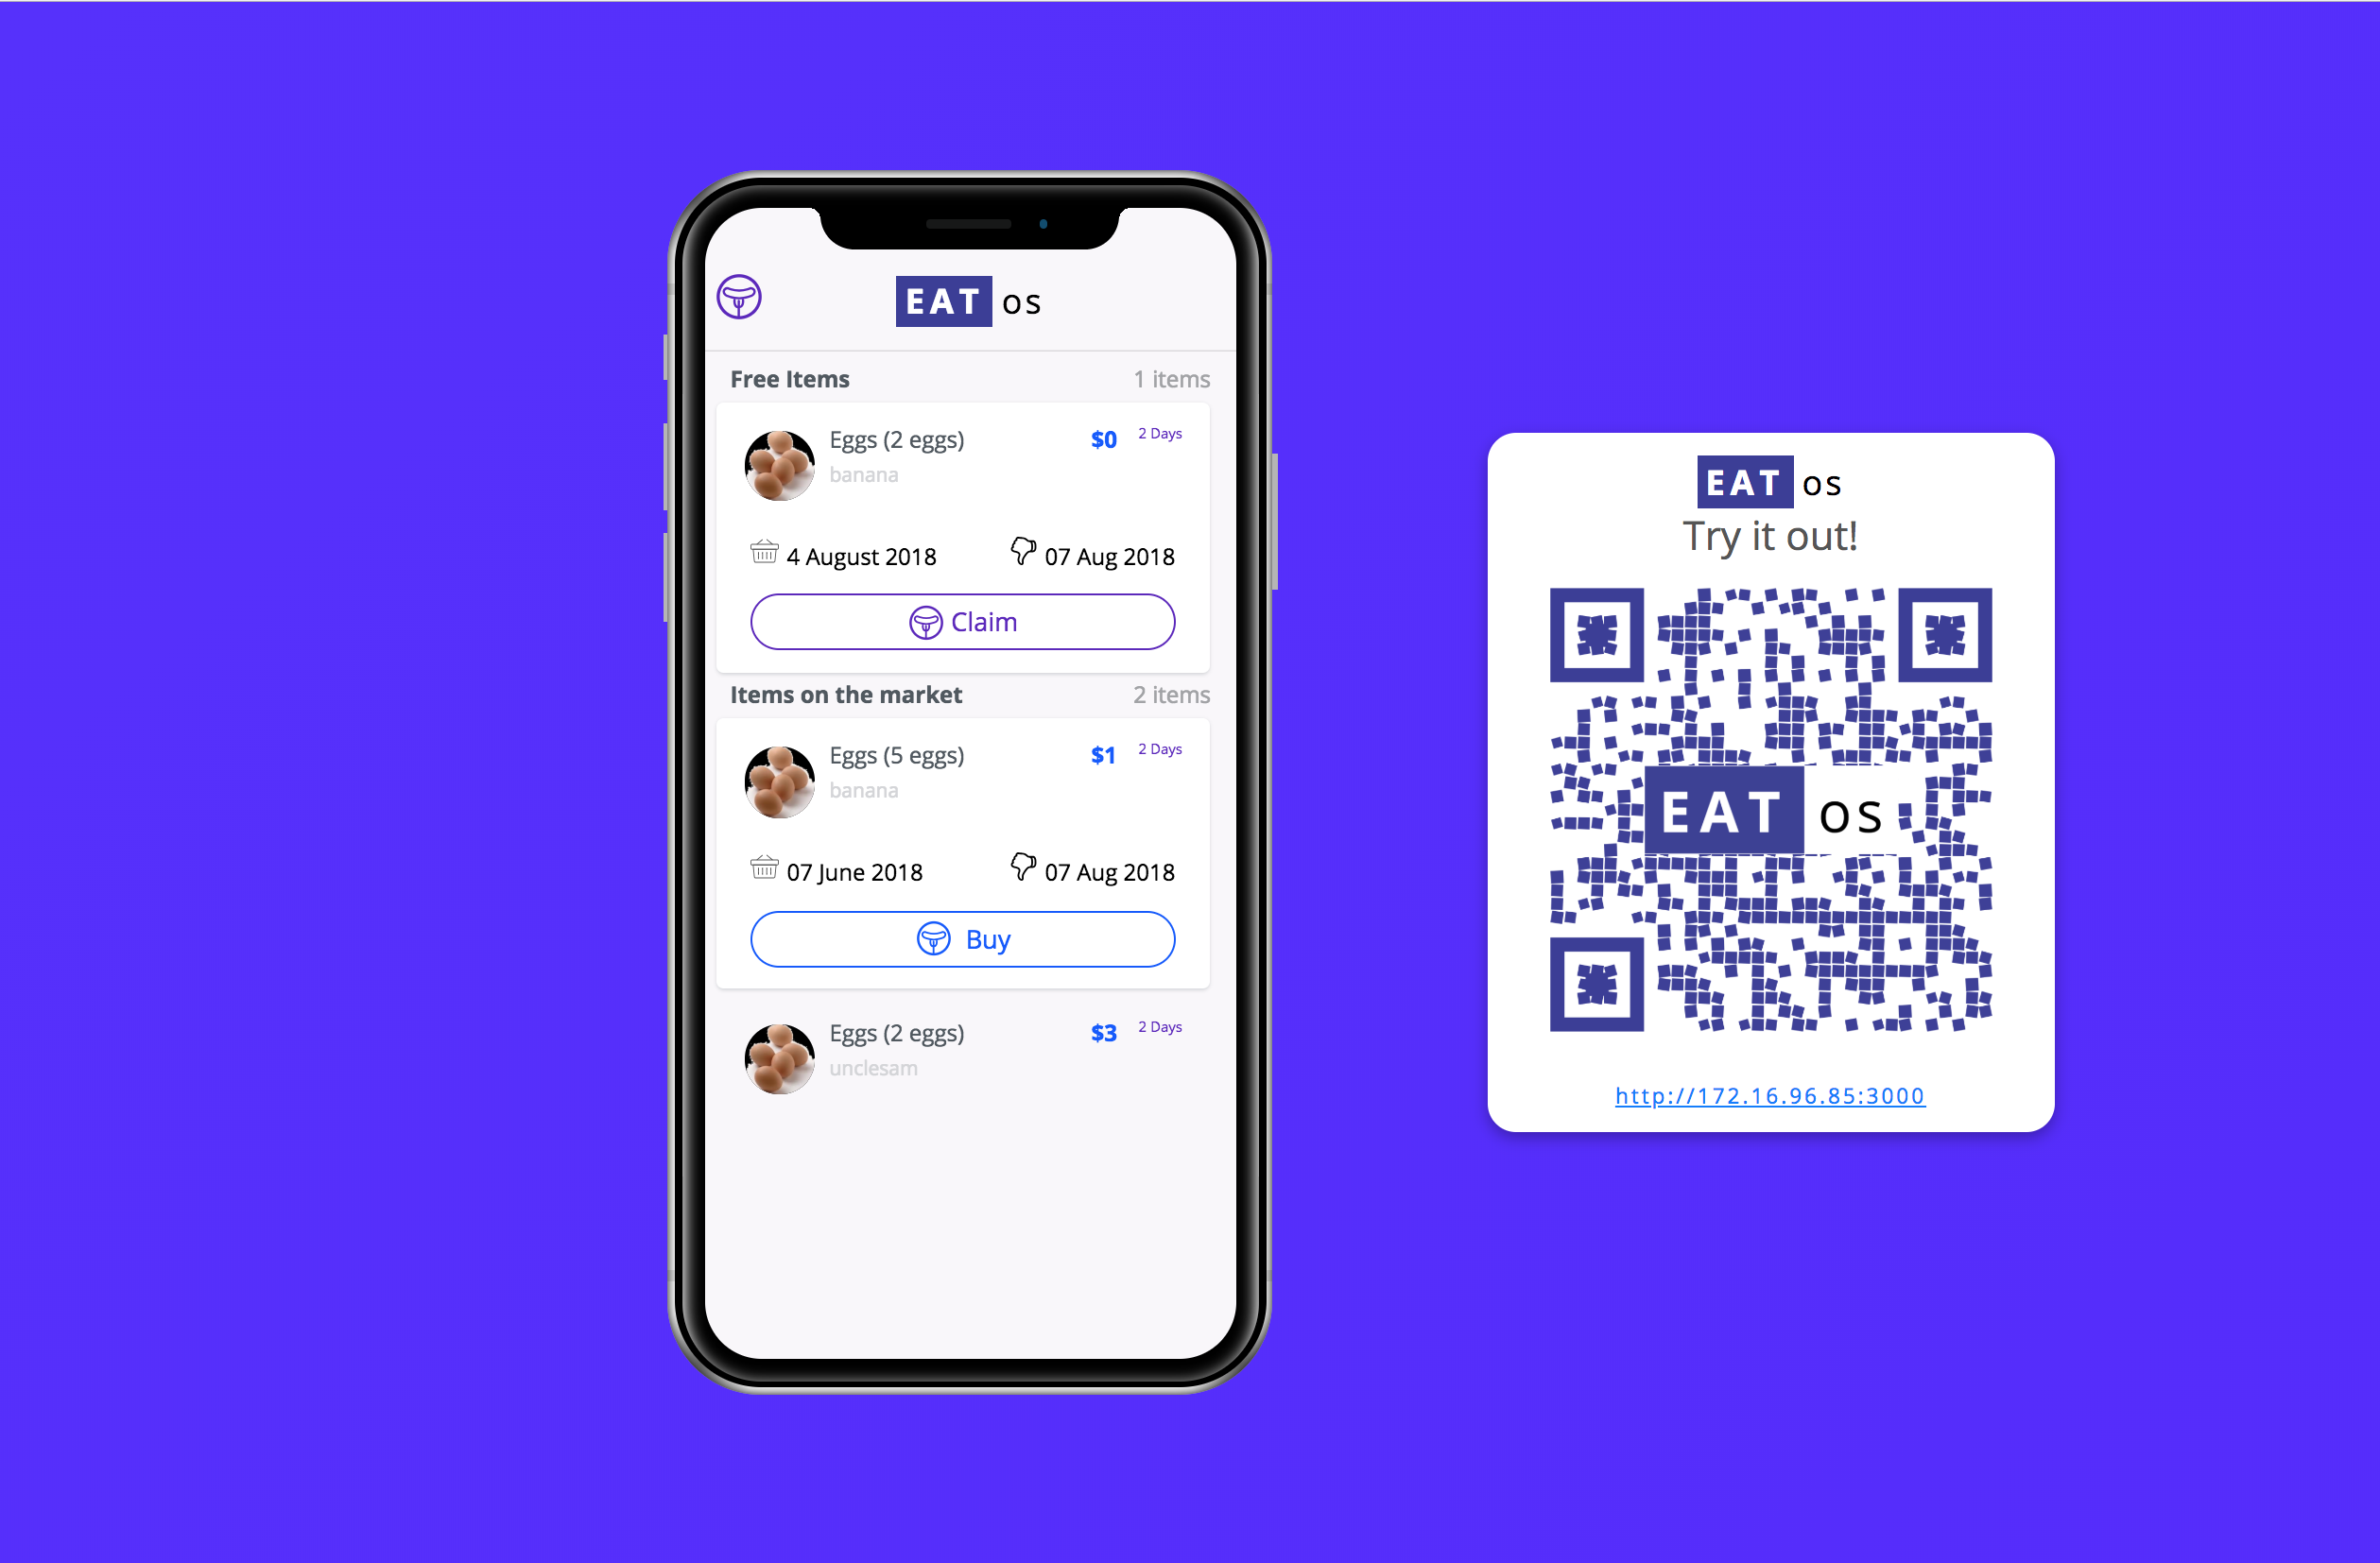 EAT os
Free Items 1 items
Eggs (2 eggs) $0 2 Days
banana
4 August 2018 07 Aug 2018
Claim
Items on the market 2 items
Eggs (5 eggs) $1 2 Days
banana
07 June 2018 07 Aug 2018
Buy
Eggs (2 eggs) $3 2 Days
unclesam
EAT os
Try it out!
EAT os
http://172.16.96.85:3000